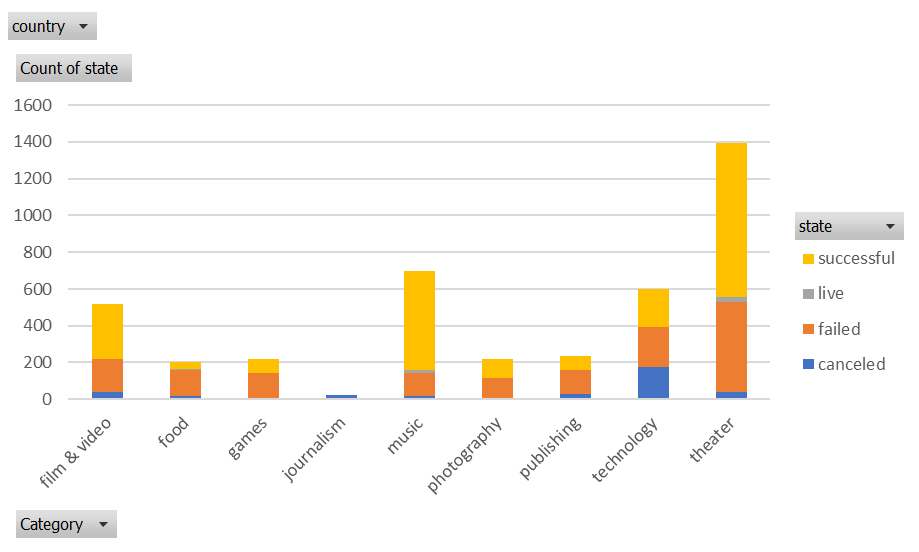 country
Count of state
1600
1400
1200
1000
800
600
400
200
0
film & video
food
games
journalism
music
photography
publishing
technology
theater
state
successful
live
failed
canceled
Category